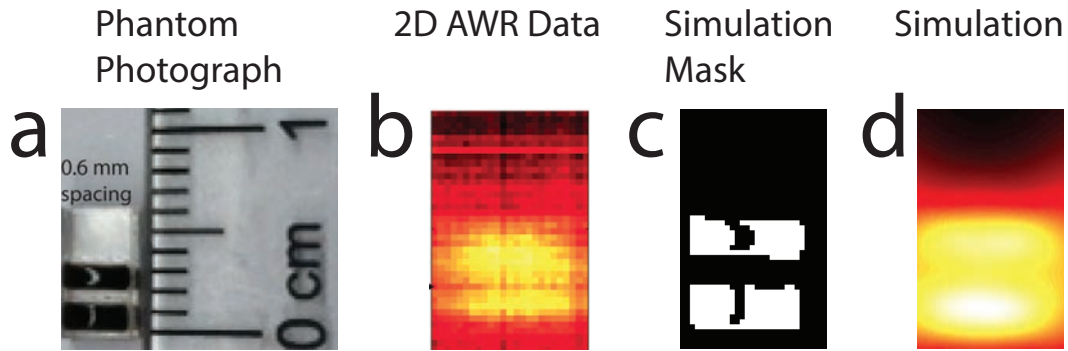 Phantom
Photograph
2D AWR Data
Simulation
Mask
Simulation
a
b
c
d
0.6 mm
spacing
1
0 cm